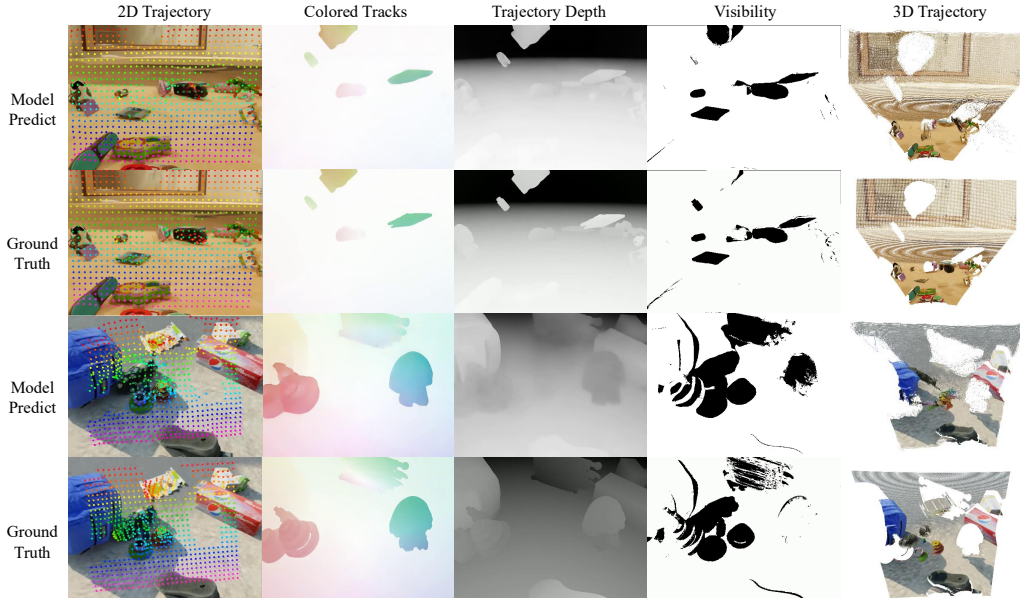 2D Trajectory Colored Tracks Trajectory Depth Visibility 3D Trajectory
Model
Predict
Ground
Truth
Model
Predict
Ground
Truth